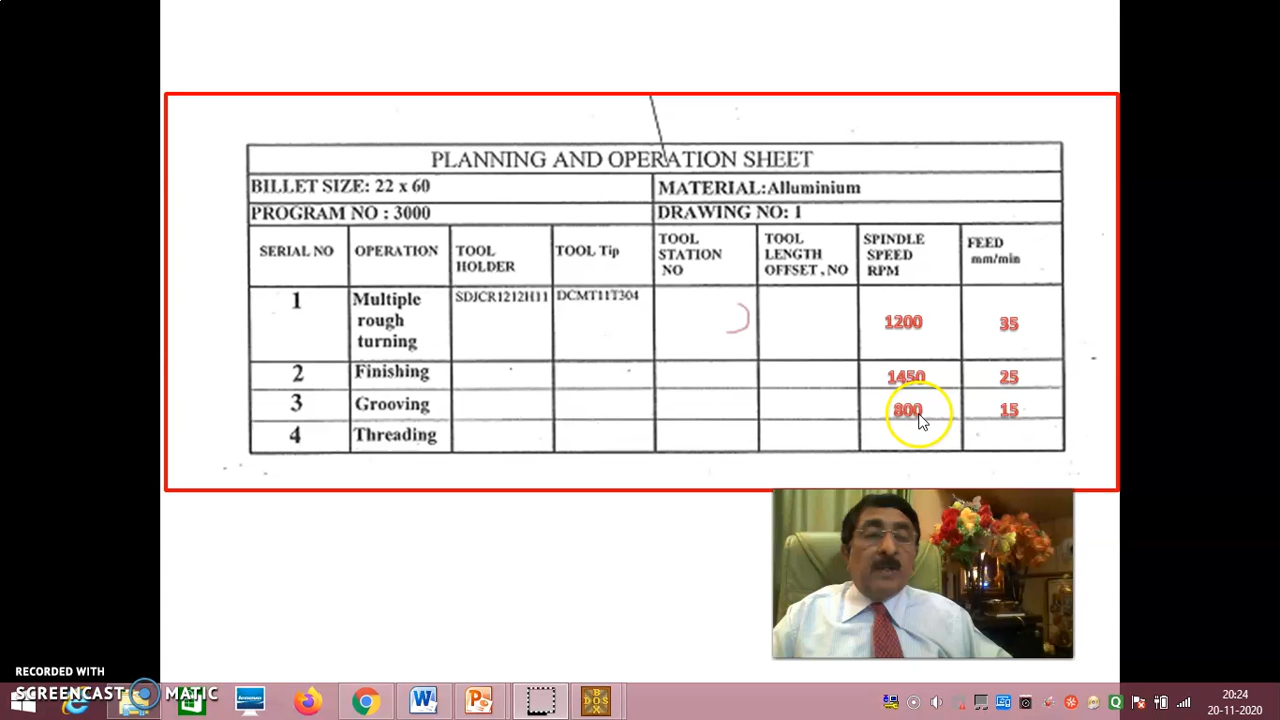 PLANNING AND OPERATION SHEET
BILLET SIZE: 22 x 60 MATERIAL:Alluminium
PROGRAM NO : 3000 DRAWING NO: 1
SERIAL NO OPERATION TOOL HOLDER TOOL Tip TOOL STATION NO TOOL LENGTH OFFSET , NO SPINDLE SPEED RPM FEED mm/min
1 Multiple rough turning SDJCR1212H11 DCMT11T304 1200 35
2 Finishing 1450 25
3 Grooving 800 15
4 Threading
RECORDED WITH
SCREENCAST MATIC
20:24
20-11-2020